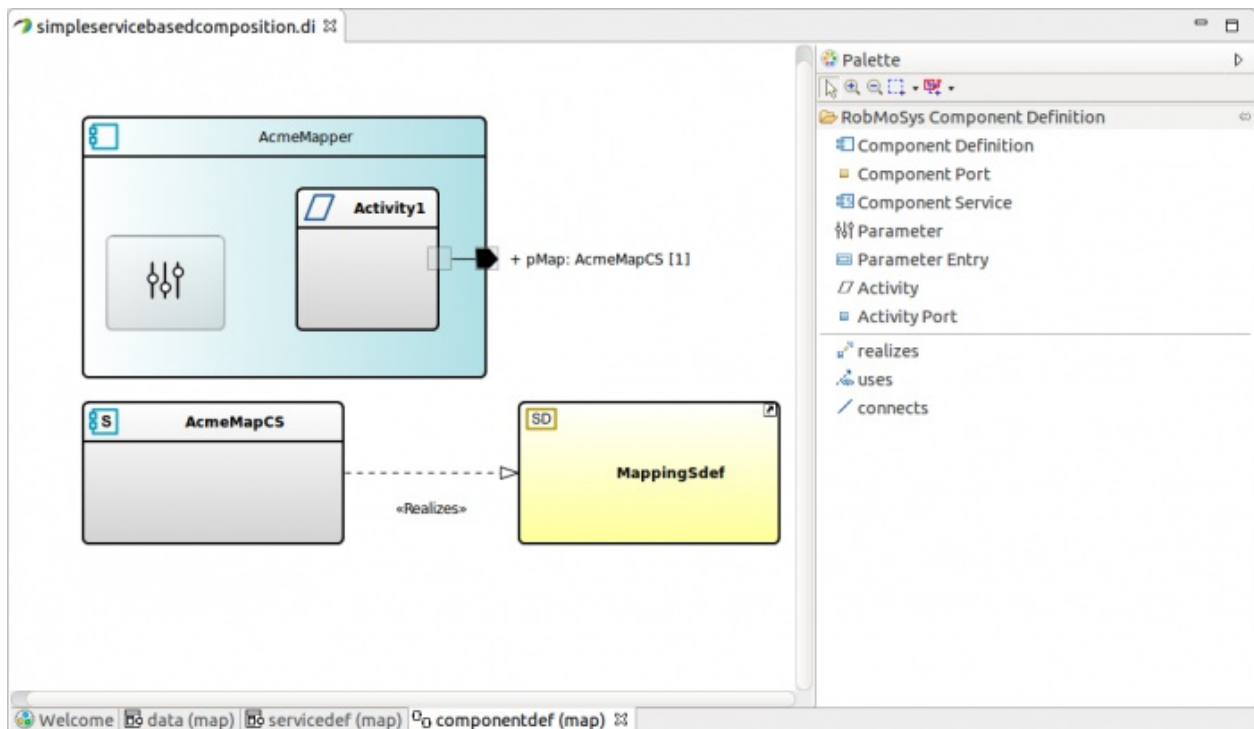 simpleservicebasedcomposition.di
AcmeMapper
Activity1
+ pMap: AcmeMapCS [1]
S
AcmeMapCS
«Realizes»
SD
MappingSdef
Palette
RobMoSys Component Definition
Component Definition
Component Port
Component Service
Parameter
Parameter Entry
Activity
Activity Port
realizes
uses
connects
Welcome data (map) servicedef (map) componentdef (map)